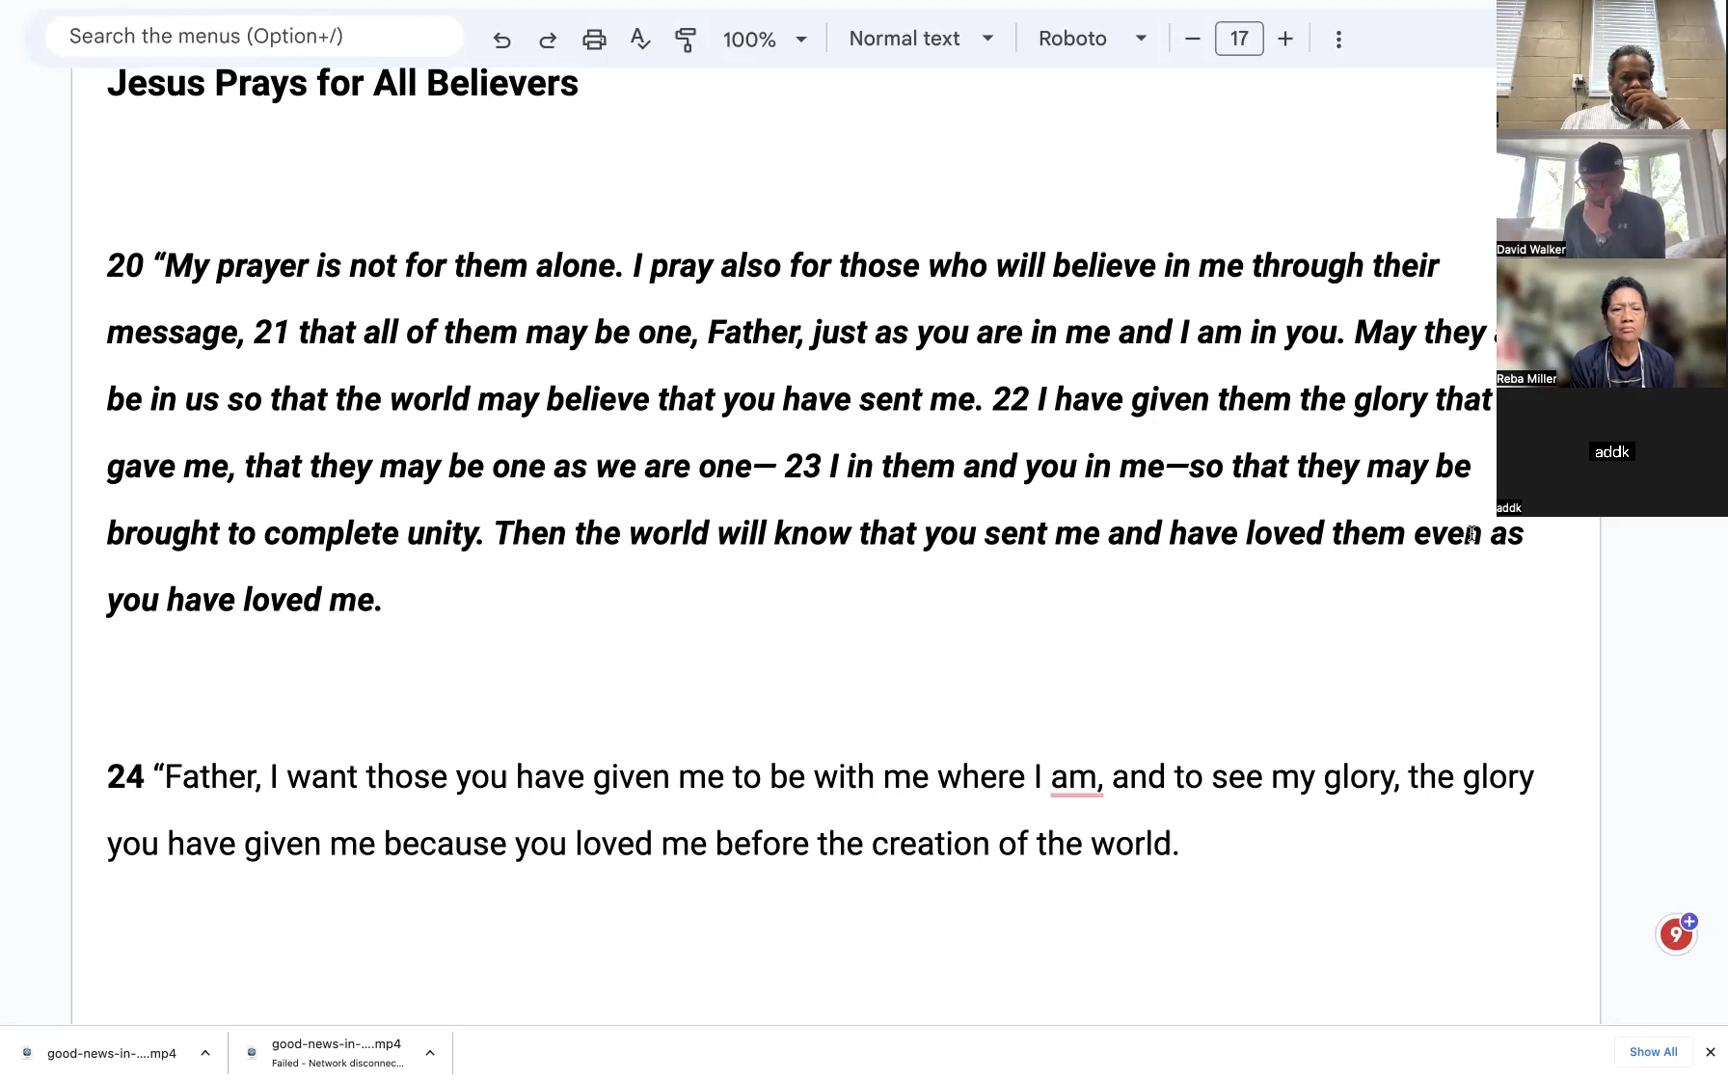 Search the menus (Option+/)
100%
Normal text
Roboto
17
Jesus Prays for All Believers
20 “My prayer is not for them alone. I pray also for those who will believe in me through their
message, 21 that all of them may be one, Father, just as you are in me and I am in you. May they
be in us so that the world may believe that you have sent me. 22 I have given them the glory that
gave me, that they may be one as we are one— 23 I in them and you in me—so that they may be
brought to complete unity. Then the world will know that you sent me and have loved them even as
you have loved me.
24 “Father, I want those you have given me to be with me where I am, and to see my glory, the glory
you have given me because you loved me before the creation of the world.
David Walker
Reba Miller
addk
addk
9
good-news-in-....mp4
good-news-in-....mp4
Failed - Network disconnec...
Show All